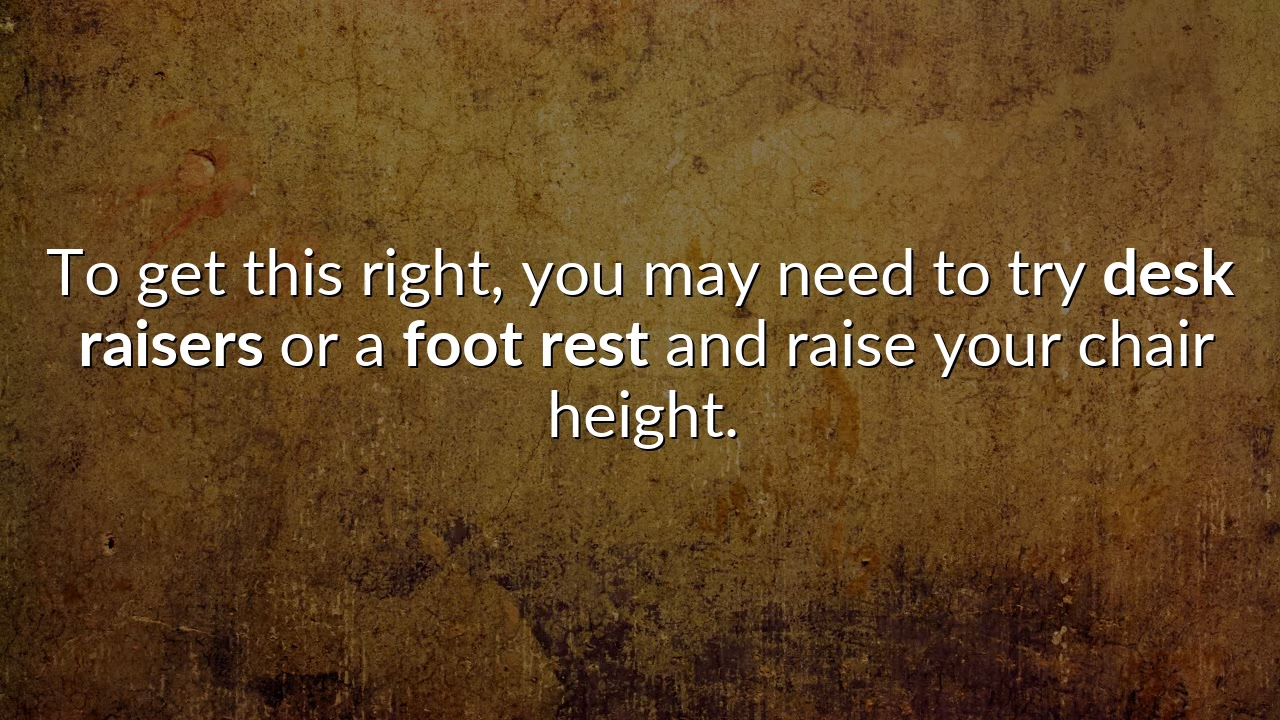 To get this right, you may need to try desk
raisers or a foot rest and raise your chair
height.